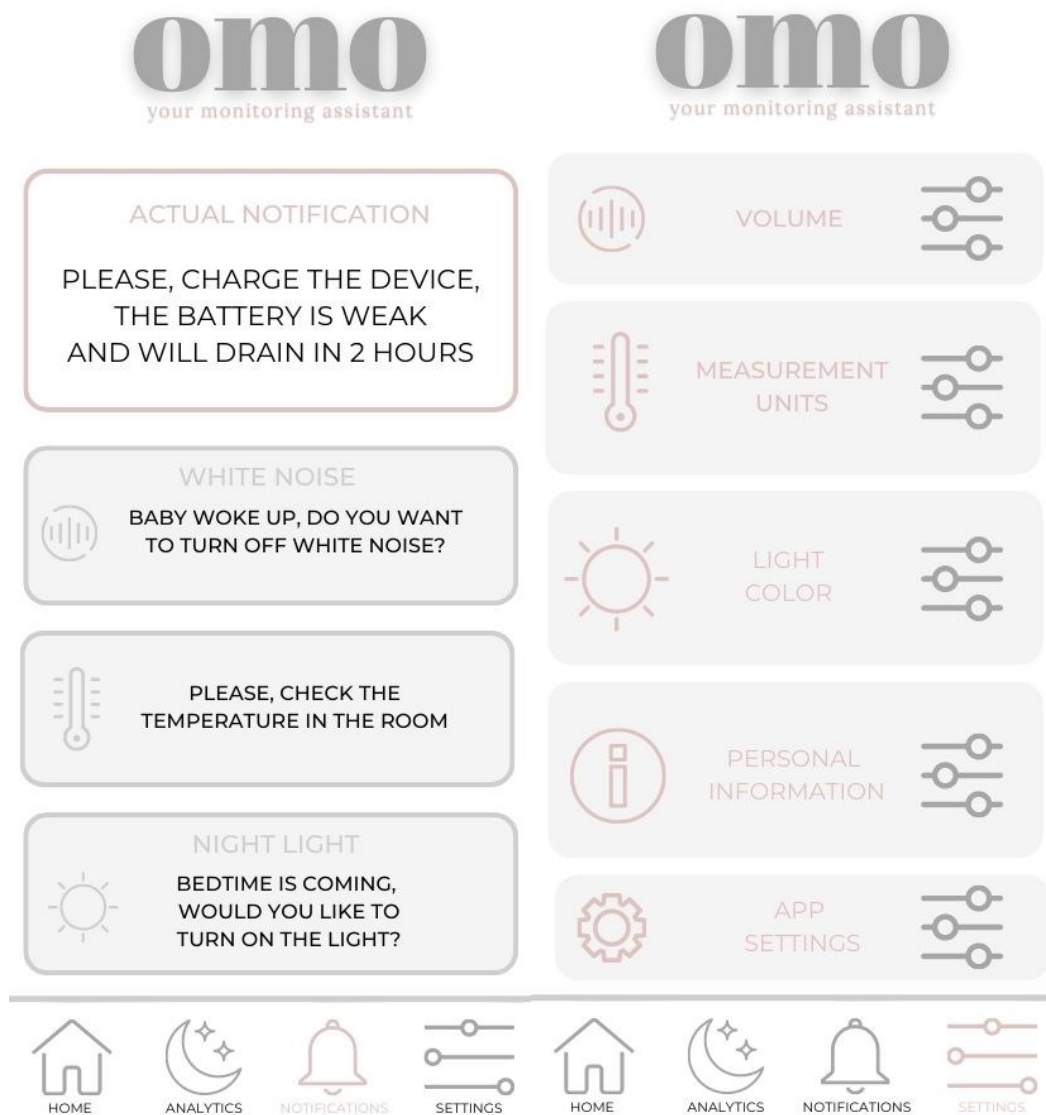 omo
your monitoring assistant
ACTUAL NOTIFICATION
PLEASE, CHARGE THE DEVICE,
THE BATTERY IS WEAK
AND WILL DRAIN IN 2 HOURS
WHITE NOISE
BABY WOKE UP, DO YOU WANT
TO TURN OFF WHITE NOISE?
PLEASE, CHECK THE
TEMPERATURE IN THE ROOM
NIGHT LIGHT
BEDTIME IS COMING,
WOULD YOU LIKE TO
TURN ON THE LIGHT?
HOME ANALYTICS NOTIFICATIONS SETTINGS
omo
your monitoring assistant
VOLUME
MEASUREMENT
UNITS
LIGHT
COLOR
PERSONAL
INFORMATION
APP
SETTINGS
HOME ANALYTICS NOTIFICATIONS SETTINGS